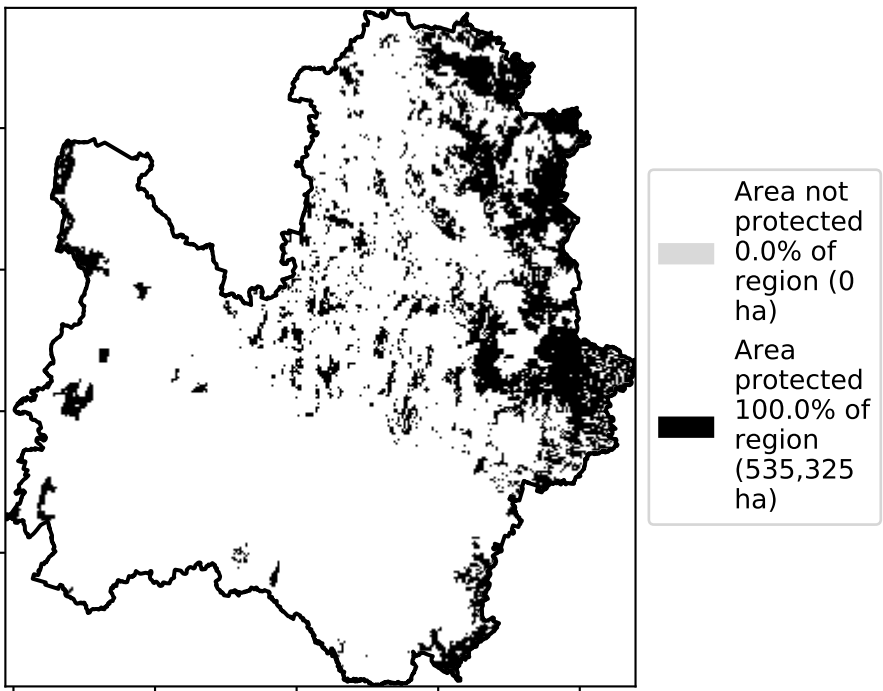 Area not
protected
0.0% of
region (0
ha)
Area
protected
100.0% of
region
(535,325
ha)